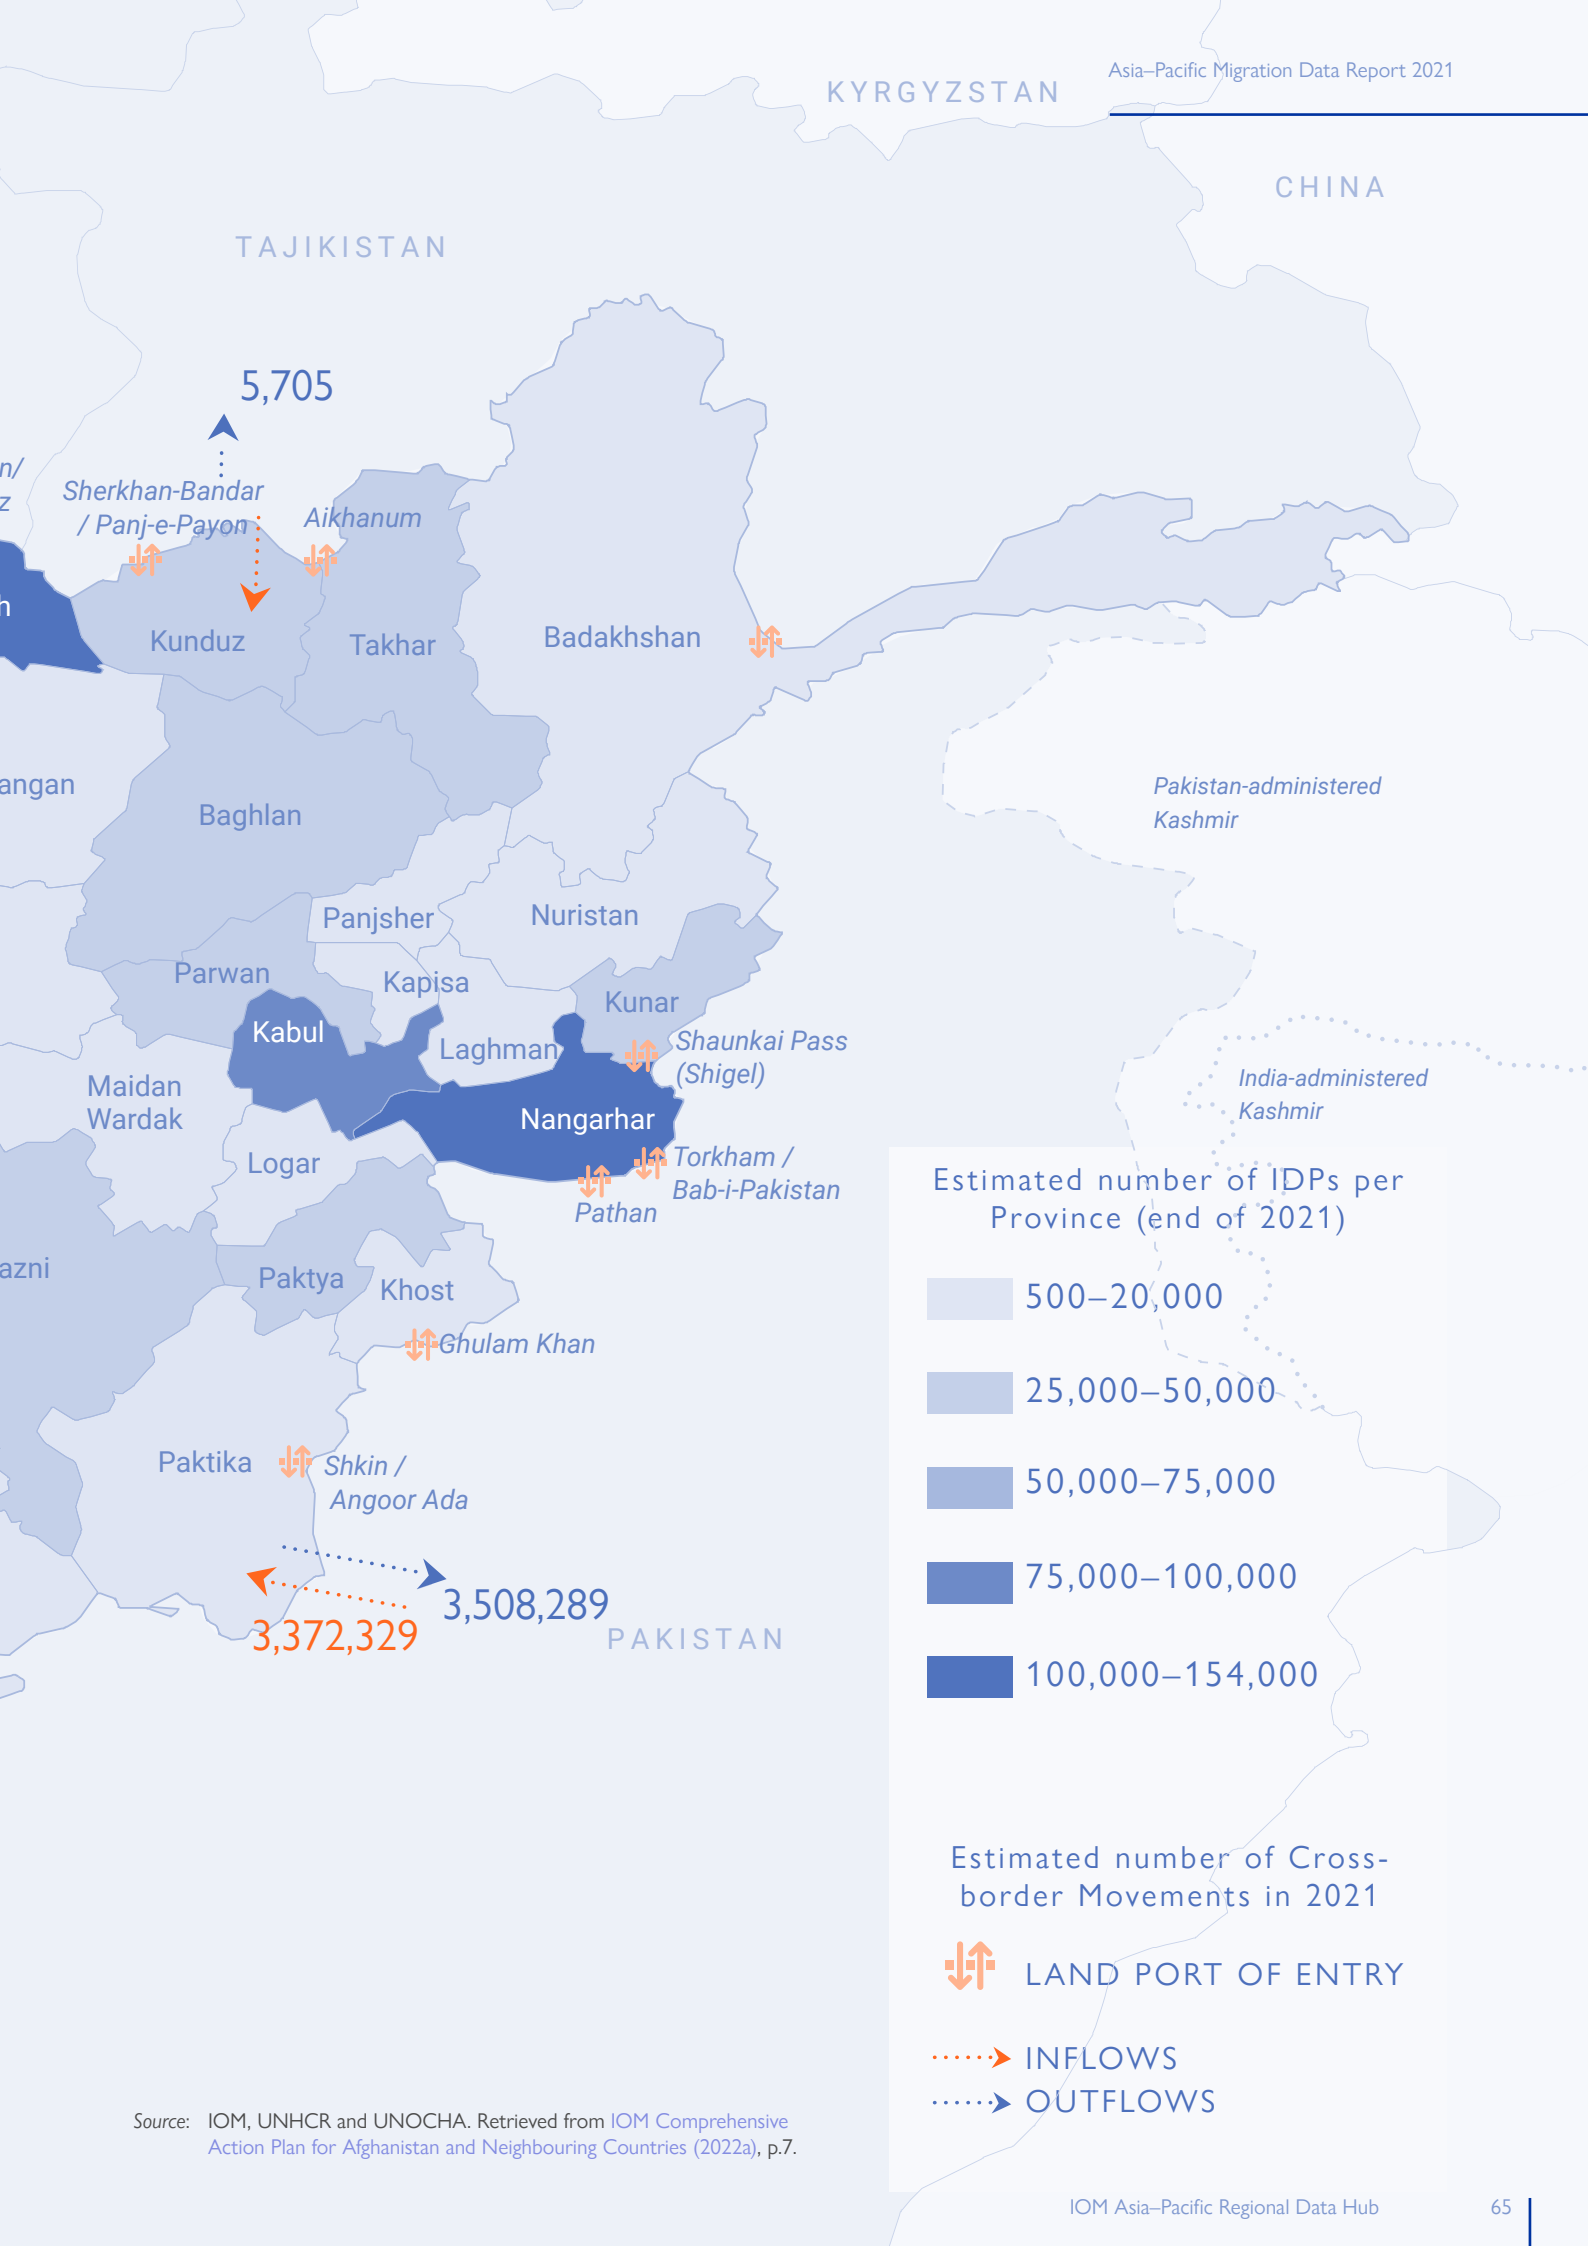 Asia–Pacific Migration Data Report 2021
KYRGYZSTAN
CHINA
TAJIKISTAN
5,705
n/
z
Sherkhan-Bandar
/ Panj-e-Payon
Aikhanum
h
Kunduz
Takhar
Badakhshan
angan
Baghlan
Pakistan-administered
Kashmir
Panjsher
Nuristan
Parwan
Kapisa
Kunar
Kabul
Laghman
Shaunkai Pass
(Shigel)
Maidan
Wardak
India-administered
Kashmir
Nangarhar
Logar
Torkham /
Bab-i-Pakistan
Pathan
azni
Paktya
Khost
Ghulam Khan
Paktika
Shkin /
Angoor Ada
3,508,289
3,372,329
PAKISTAN
Estimated number of IDPs per
Province (end of 2021)
500–20,000
25,000–50,000
50,000–75,000
75,000–100,000
100,000–154,000
Estimated number of Cross-
border Movements in 2021
LAND PORT OF ENTRY
INFLOWS
OUTFLOWS
Source: IOM, UNHCR and UNOCHA. Retrieved from IOM Comprehensive
Action Plan for Afghanistan and Neighbouring Countries (2022a), p.7.
IOM Asia–Pacific Regional Data Hub 65